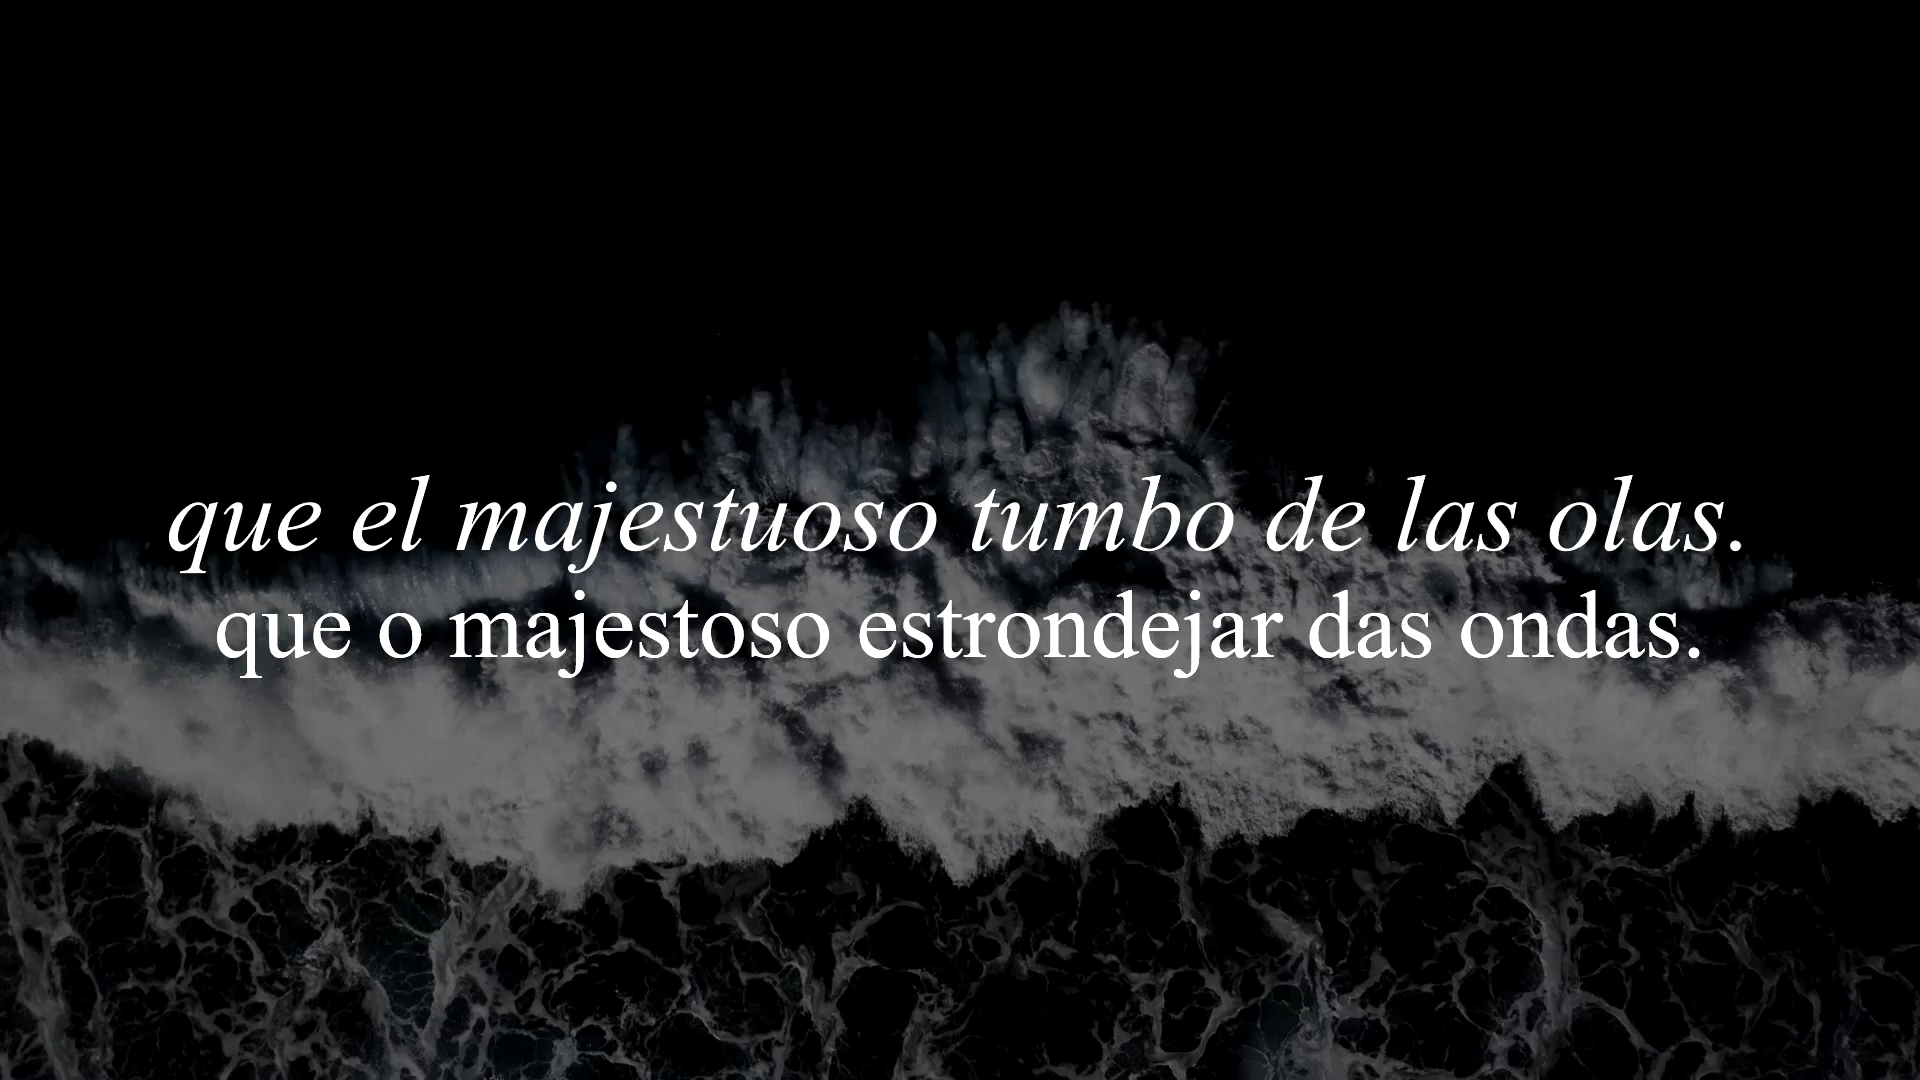 que el majestuoso tumbo de las olas.
que o majestoso estrondejar das ondas.